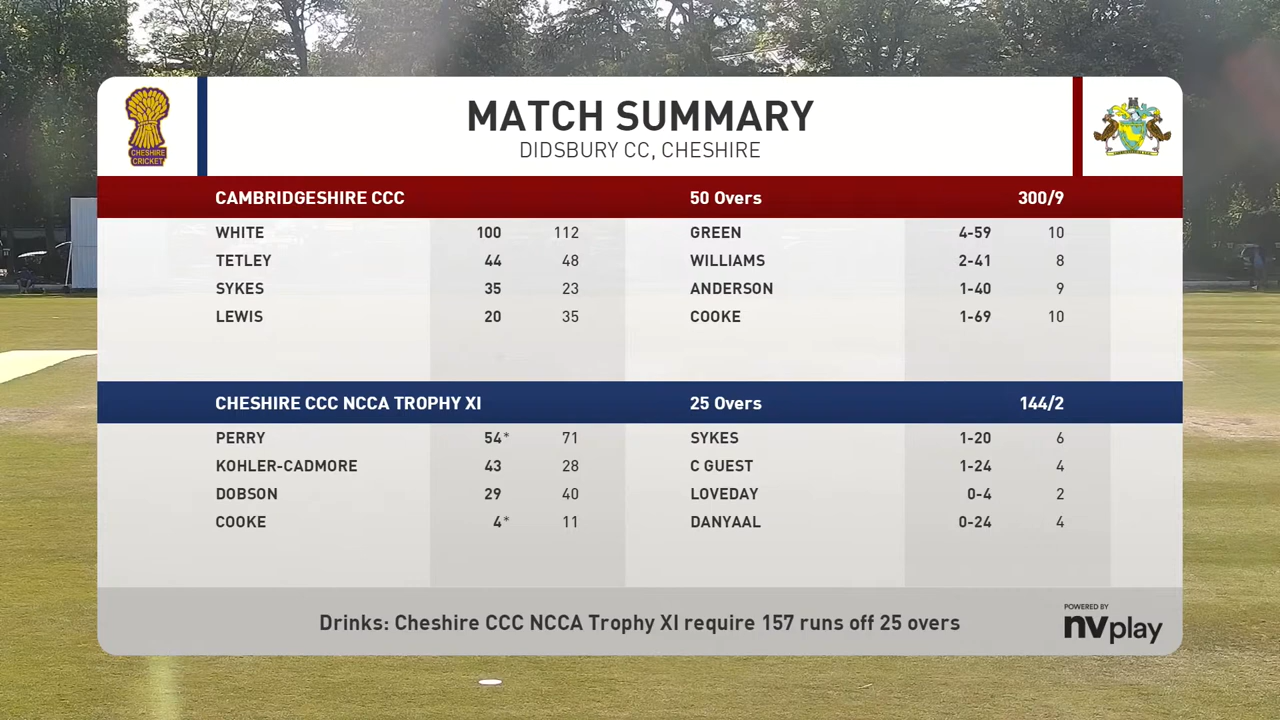 MATCH SUMMARY
DIDSBURY CC, CHESHIRE
CHESHIRE
CRICKET
CAMBRIDGESHIRE CCC 50 Overs 300/9
WHITE 100 112 GREEN 4-59 10
TETLEY 44 48 WILLIAMS 2-41 8
SYKES 35 23 ANDERSON 1-40 9
LEWIS 20 35 COOKE 1-69 10
CHESHIRE CCC NCCA TROPHY XI 25 Overs 144/2
PERRY 54* 71 SYKES 1-20 6
KOHLER-CADMORE 43 28 C GUEST 1-24 4
DOBSON 29 40 LOVEDAY 0-4 2
COOKE 4* 11 DANYAAL 0-24 4
Drinks: Cheshire CCC NCCA Trophy XI require 157 runs off 25 overs
POWERED BY
nvplay